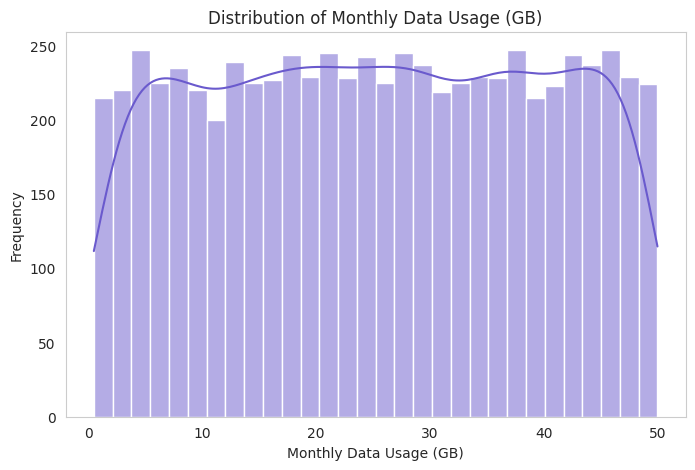 Distribution of Monthly Data Usage (GB)
250
200
150
100
50
0
Frequency
0 10 20 30 40 50
Monthly Data Usage (GB)